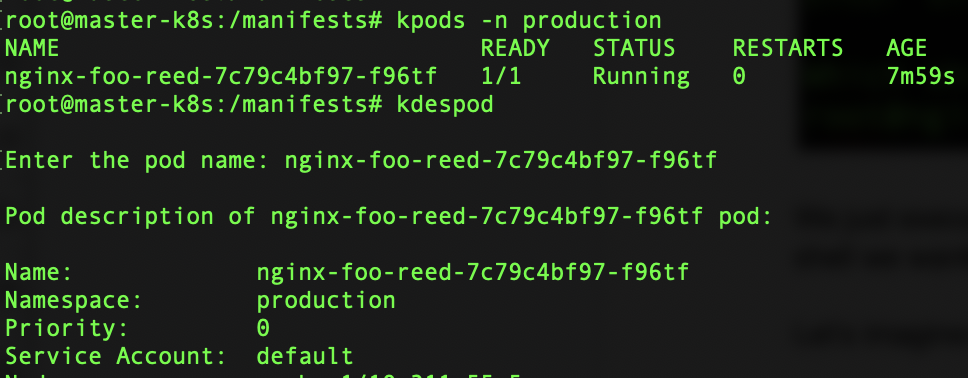 [root@master-k8s:/manifests# kpods -n production
NAME READY STATUS RESTARTS AGE
nginx-foo-reed-7c79c4bf97-f96tf 1/1 Running 0 7m59s
[root@master-k8s:/manifests# kdespod
[Enter the pod name: nginx-foo-reed-7c79c4bf97-f96tf
Pod description of nginx-foo-reed-7c79c4bf97-f96tf pod:
Name: nginx-foo-reed-7c79c4bf97-f96tf
Namespace: production
Priority: 0
Service Account: default